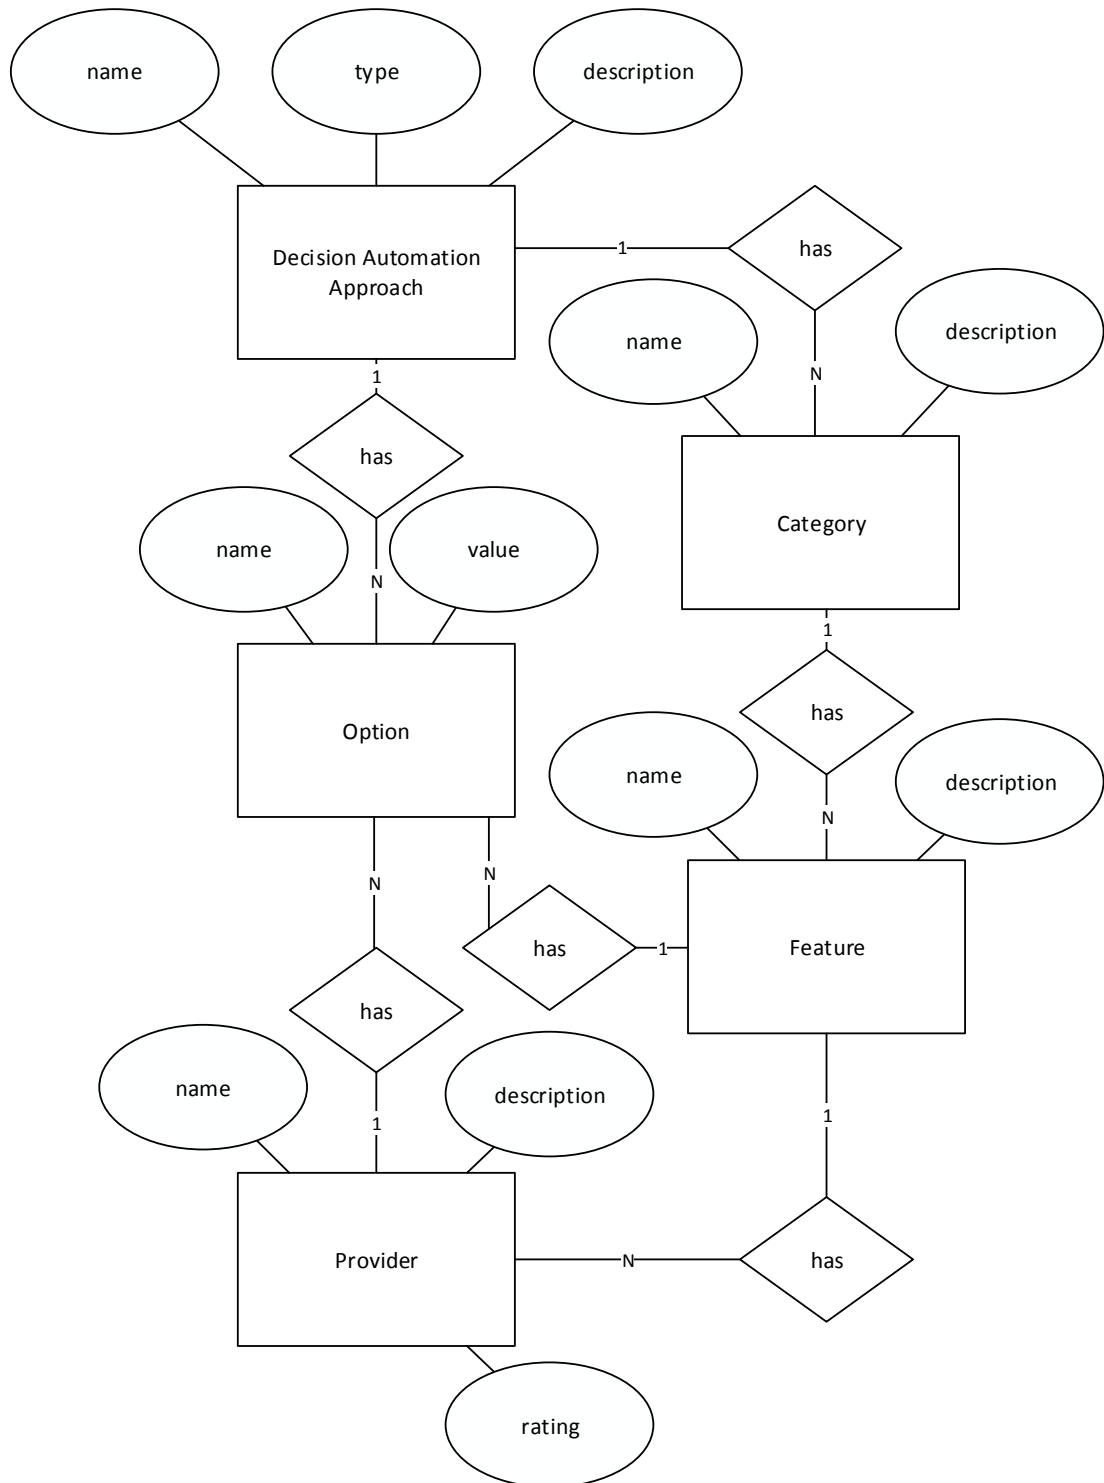 name
type
description
Decision Automation
Approach
1
has
name
description
1
N
has
Category
name
value
N
1
Option
has
name
description
N
N
N
has
1
Feature
has
name
description
1
1
Provider
N
has
rating